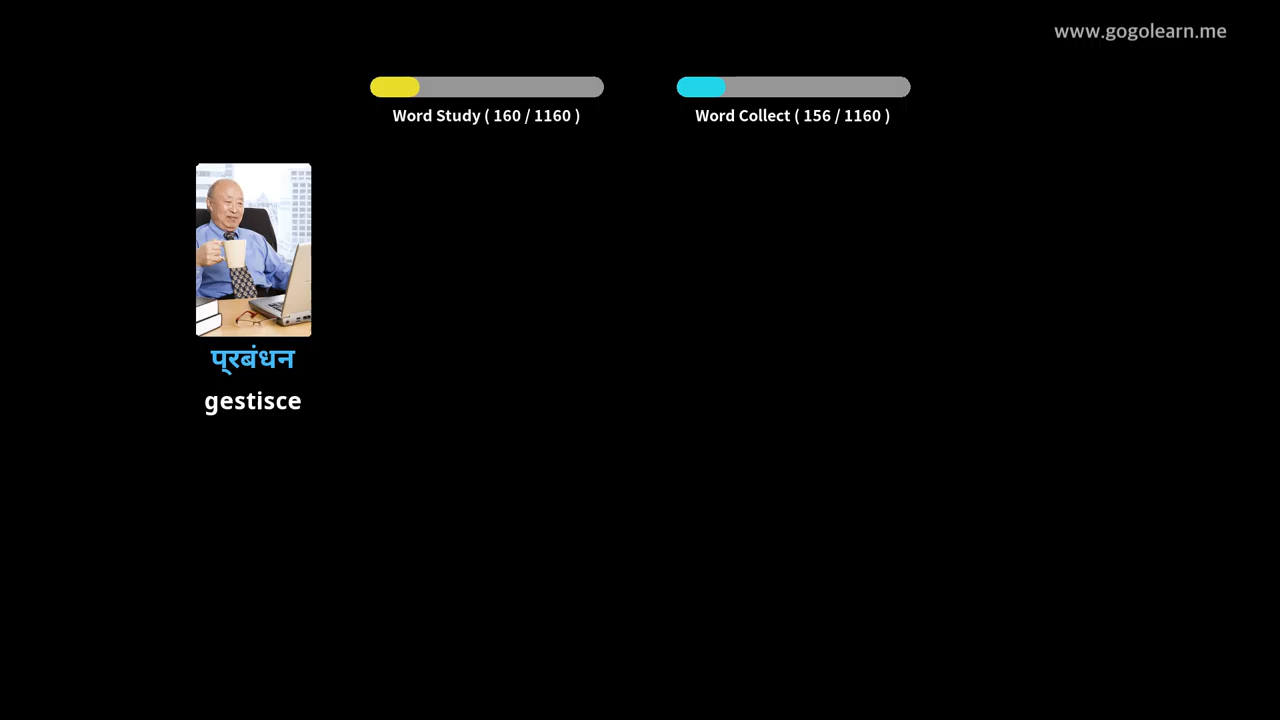 www.gogolearn.me
Word Study ( 160 / 1160 )
Word Collect ( 156 / 1160 )
प्रबंधन
gestisce